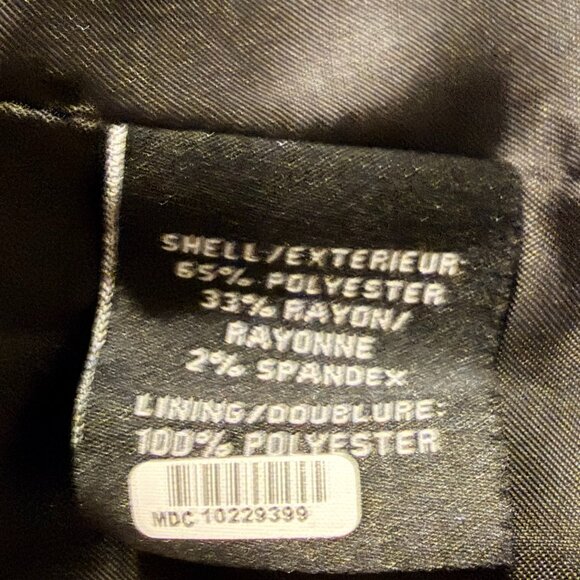 SHELL/EXTERIEUR:
65% POLYESTER
33% RAYON/
RAYONNE
2% SPANDEX
LINING/DOUBLURE:
100% POLYESTER
MDC 10229399